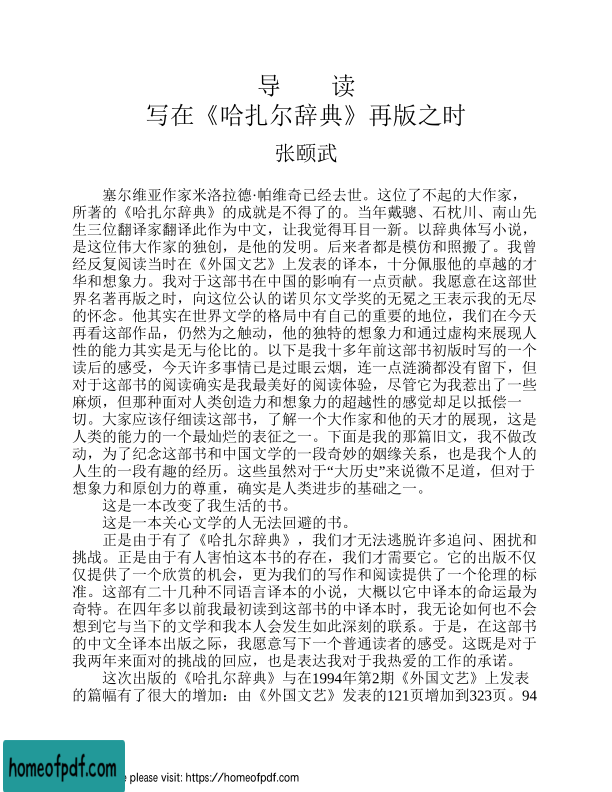 导 读
写在《哈扎尔辞典》再版之时
张颐武
塞尔维亚作家米洛拉德·帕维奇已经去世。这位了不起的大作家，
所著的《哈扎尔辞典》的成就是不得了的。当年戴骢、石枕川、南山先
生三位翻译家翻译此作为中文，让我觉得耳目一新。以辞典体写小说，
是这位伟大作家的独创，是他的发明。后来者都是模仿和照搬了。我曾
经反复阅读当时在《外国文艺》上发表的译本，十分佩服他的卓越的才
华和想象力。我对于这部书在中国的影响有一点贡献。我愿意在这部世
界名著再版之时，向这位公认的诺贝尔文学奖的无冕之王表示我的无尽
的怀念。他其实在世界文学的格局中有自己的重要的地位，我们在今天
再看这部作品，仍然为之触动，他的独特的想象力和通过虚构来展现人
性的能力其实是无与伦比的。以下是我十多年前这部书初版时写的一个
读后的感受，今天许多事情已是过眼云烟，连一点涟漪都没有留下，但
对于这部书的阅读确实是我最美好的阅读体验，尽管它为我惹出了一些
麻烦，但那种面对人类创造力和想象力的超越性的感觉却足以抵偿一
切。大家应该仔细读这部书，了解一个大作家和他的天才的展现，这是
人类的能力的一个最灿烂的表征之一。下面是我的那篇旧文，我不做改
动，为了纪念这部书和中国文学的一段奇妙的姻缘关系，也是我个人的
人生的一段有趣的经历。这些虽然对于“大历史”来说微不足道，但对于
想象力和原创力的尊重，确实是人类进步的基础之一。
这是一本改变了我生活的书。
这是一本关心文学的人无法回避的书。
正是由于有了《哈扎尔辞典》，我们才无法逃脱许多追问、困扰和
挑战。正是由于有人害怕这本书的存在，我们才需要它。它的出版不仅
仅提供了一个欣赏的机会，更为我们的写作和阅读提供了一个伦理的标
准。这部有二十几种不同语言译本的小说，大概以它中译本的命运最为
奇特。在四年多以前我最初读到这部书的中译本时，我无论如何也不会
想到它与当下的文学和我本人会发生如此深刻的联系。于是，在这部书
的中文全译本出版之际，我愿意写下一个普通读者的感受。这既是对于
我两年来面对的挑战的回应，也是表达我对于我热爱的工作的承诺。
这次出版的《哈扎尔辞典》与在1994年第2期《外国文艺》上发表
的篇幅有了很大的增加：由《外国文艺》发表的121页增加到323页。94
homeofpdf.com
e please visit: https://homeofpdf.com